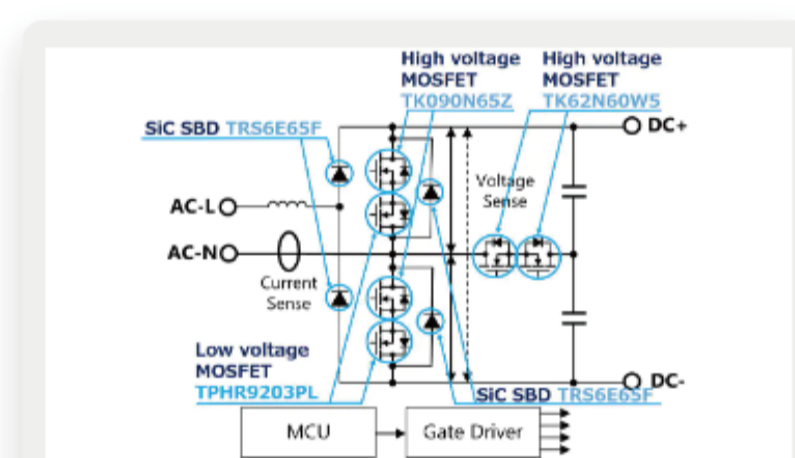 High voltage
MOSFET
TK090N65Z
High voltage
MOSFET
TK62N60W5
SiC SBD TRS6E65F
DC+
Voltage
Sense
AC-L
AC-N
Current
Sense
Low voltage
MOSFET
TPHR9203PL
DC-
SiC SBD TRS6E65F
MCU
Gate Driver